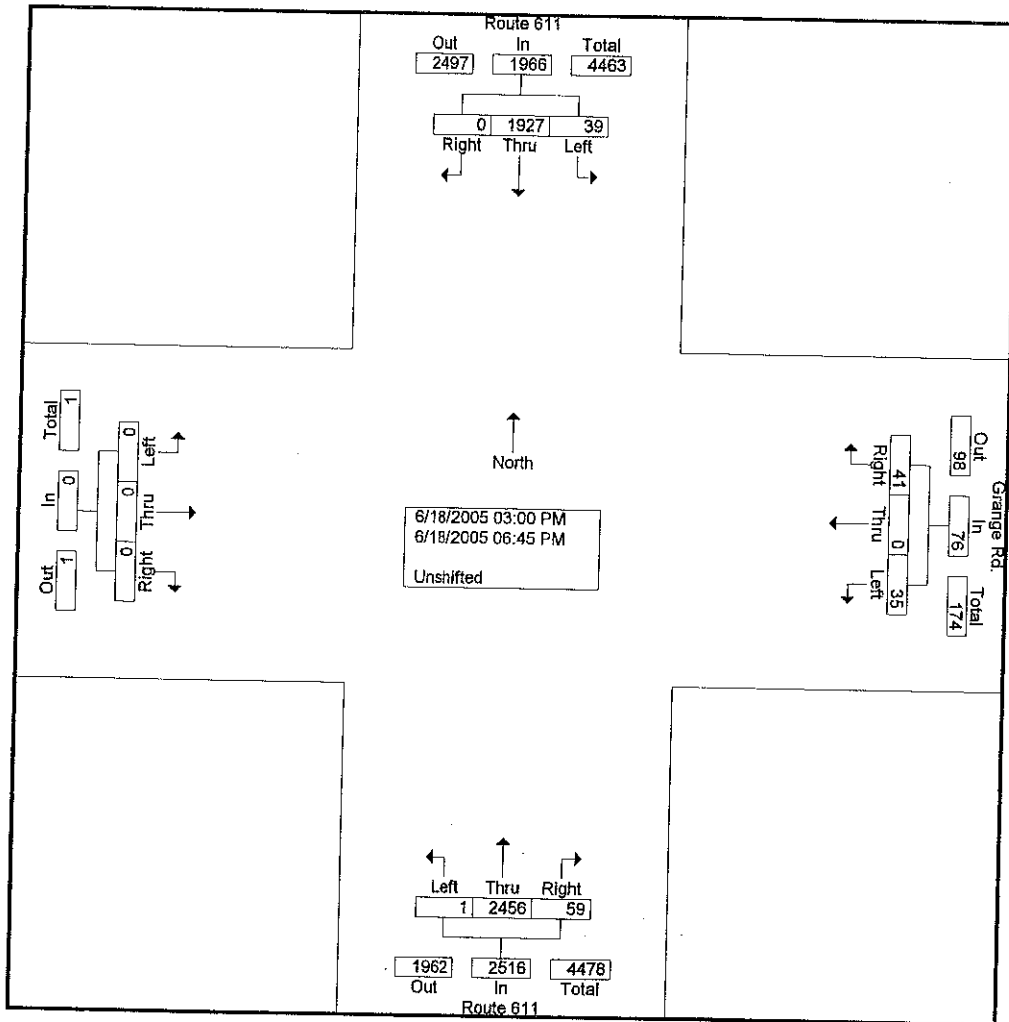 Route 611
Out In Total
2497 1966 4463
0 1927 39
Right Thru Left
Total In Out
1 0 1
0 0 0
Left Thru Right
North
6/18/2005 03:00 PM
6/18/2005 06:45 PM
Unshifted
Grange Rd.
Out In Total
98 76 174
41 0 35
Right Thru Left
Left Thru Right
1 2456 59
1962 2516 4478
Out In Total
Route 611